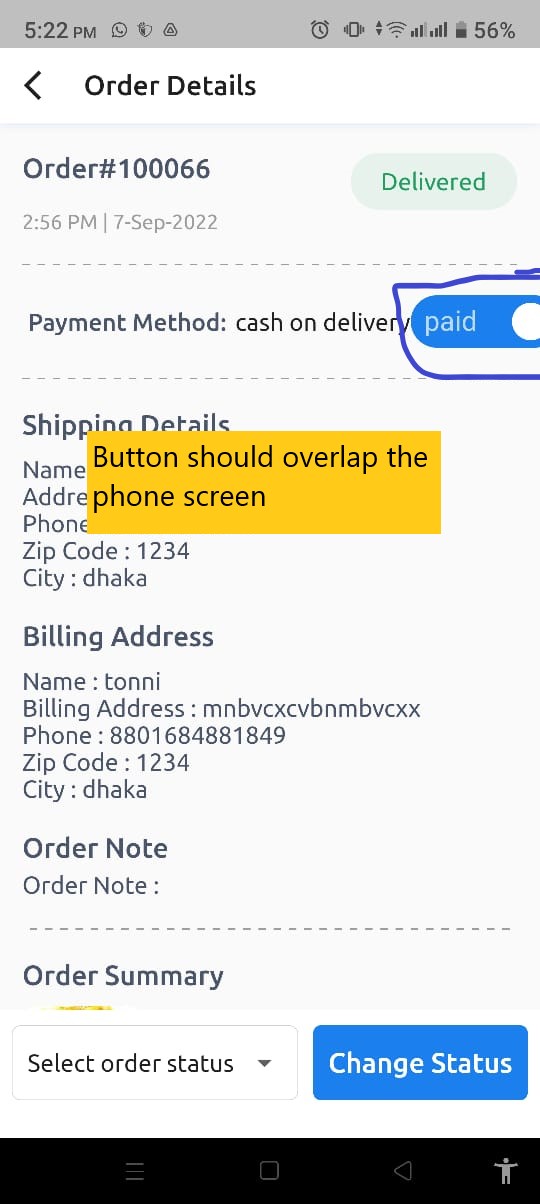 5:22 PM 56%
Order Details
Order#100066
Delivered
2:56 PM | 7-Sep-2022
Payment Method: cash on delivery paid
Shipping Details
Button should overlap the
phone screen
Name
Addre
Phone
Zip Code : 1234
City : dhaka
Billing Address
Name : tonni
Billing Address : mnbvcxcvbnmbvcxx
Phone : 8801684881849
Zip Code : 1234
City : dhaka
Order Note
Order Note :
Order Summary
Select order status
Change Status